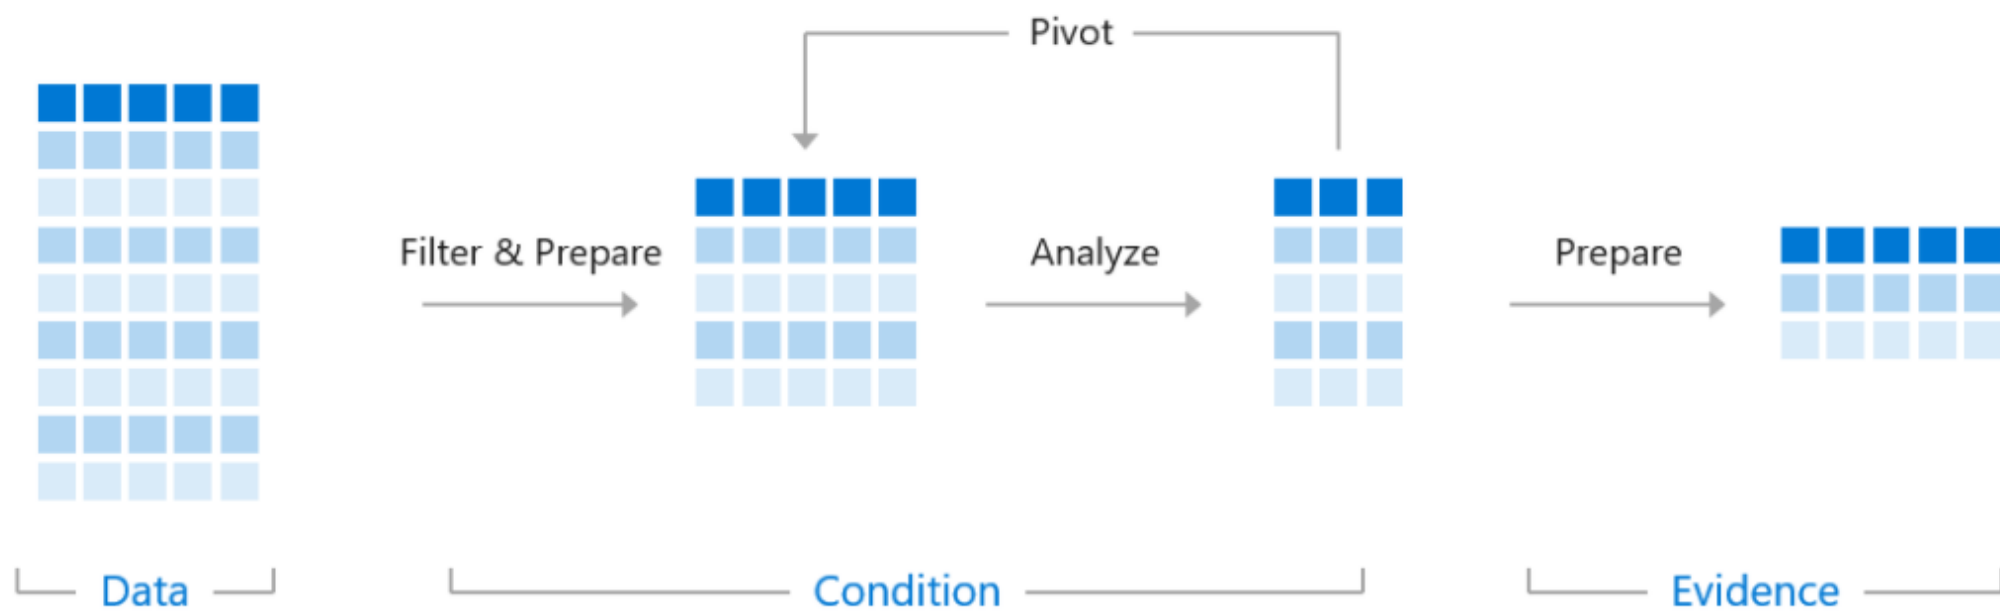 Pivot
Filter & Prepare
Analyze
Prepare
Data
Condition
Evidence